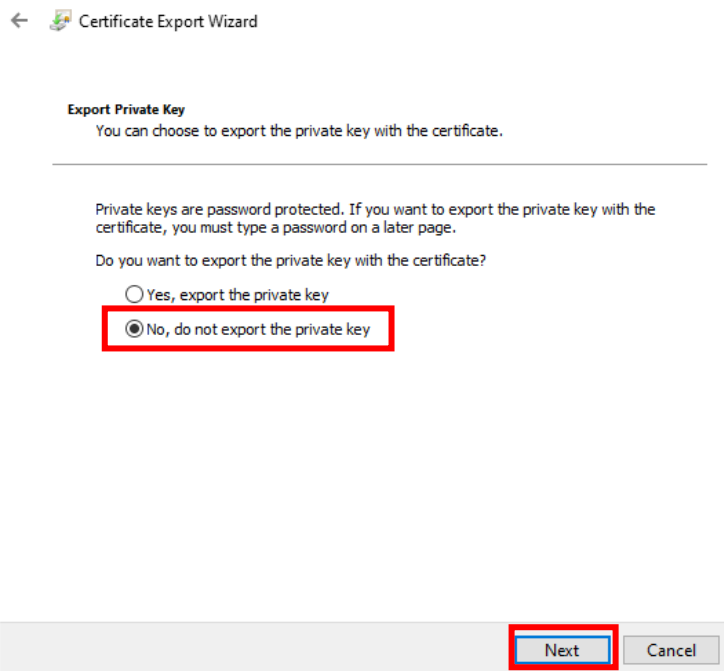 Certificate Export Wizard
Export Private Key
You can choose to export the private key with the certificate.
Private keys are password protected. If you want to export the private key with the
certificate, you must type a password on a later page.
Do you want to export the private key with the certificate?
Yes, export the private key
No, do not export the private key
Next
Cancel